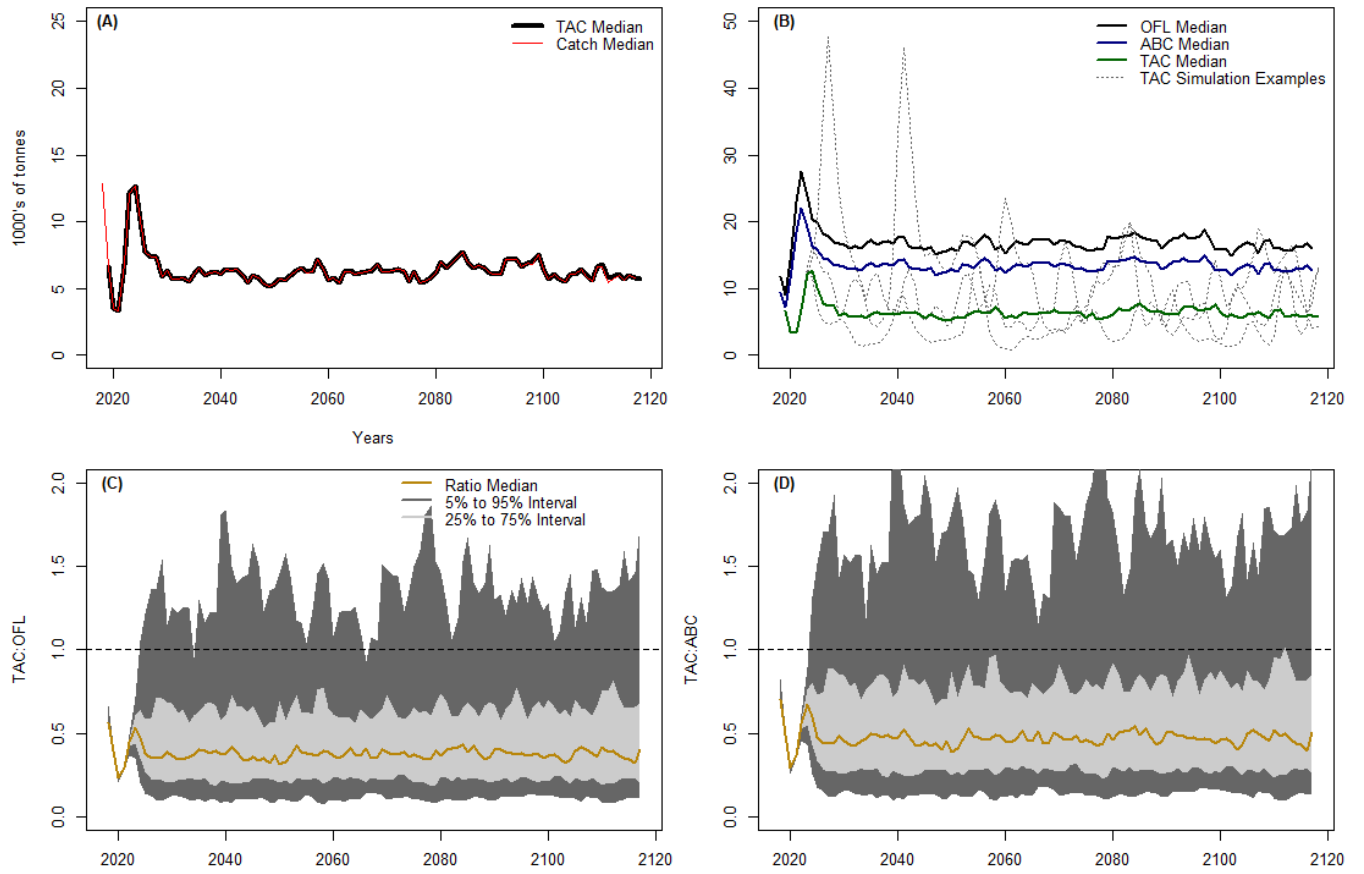 (A)
TAC Median
Catch Median
25
20
15
10
5
0
1000's of tonnes
2020 2040 2060 2080 2100 2120
Years
(B)
OFL Median
ABC Median
TAC Median
TAC Simulation Examples
50
40
30
20
10
0
2020 2040 2060 2080 2100 2120
(C)
Ratio Median
5% to 95% Interval
25% to 75% Interval
2.0
1.5
1.0
0.5
0.0
TAC:OFL
2020 2040 2060 2080 2100 2120
(D)
2.0
1.5
1.0
0.5
0.0
TAC:ABC
2020 2040 2060 2080 2100 2120